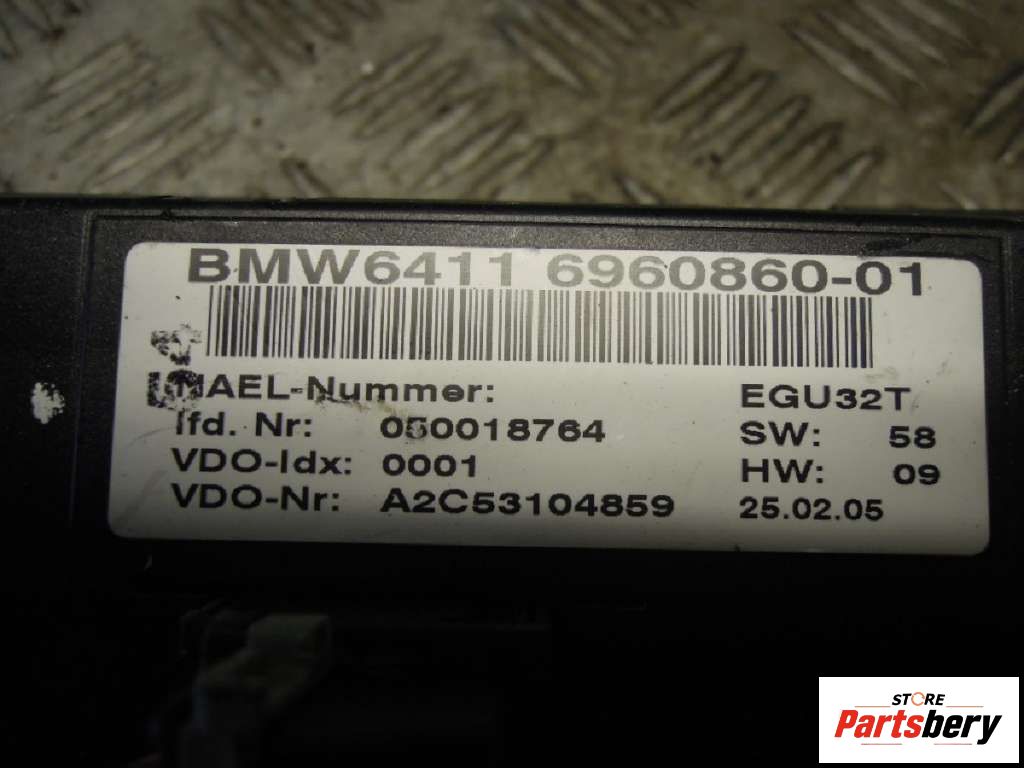 BMW6411 6960860-01
MAEL-Nummer: EGU32T
lfd. Nr: 050018764 SW: 58
VDO-Idx: 0001 HW: 09
VDO-Nr: A2C53104859 25.02.05
STORE
Partsbery